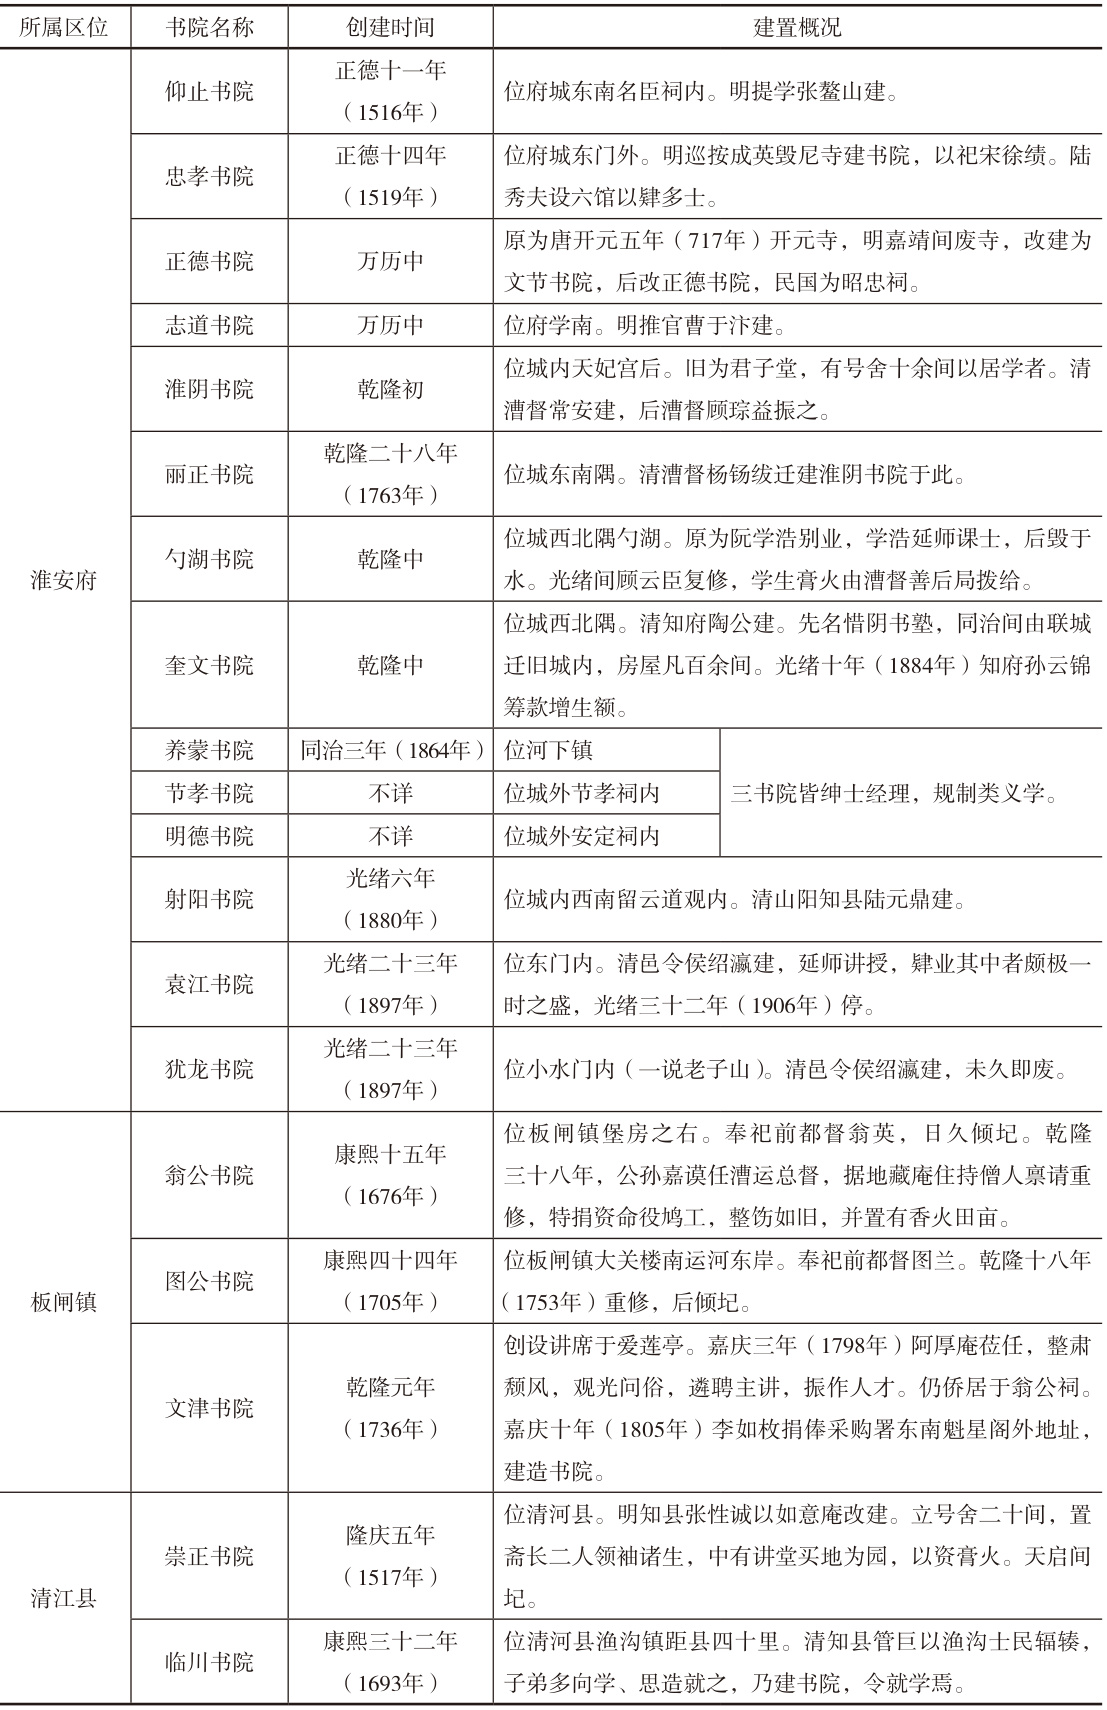 所属区位 书院名称 创建时间 建置概况
淮安府
仰止书院
正德十一年
（1516年）
位府城东南名臣祠内。明提学张鳌山建。
忠孝书院
正德十四年
（1519年）
位府城东门外。明巡按成英毁尼寺建书院，以祀宋徐绩。陆
秀夫设六馆以肄多士。
正德书院
万历中
原为唐开元五年（717年）开元寺，明嘉靖间废寺，改建为
文节书院，后改正德书院，民国为昭忠祠。
志道书院
万历中
位府学南。明推官曹于汴建。
淮阴书院
乾隆初
位城内天妃宫后。旧为君子堂，有号舍十余间以居学者。清
漕督常安建，后漕督顾琮益振之。
丽正书院
乾隆二十八年
（1763年）
位城东南隅。清漕督杨钖绂迁建淮阴书院于此。
勺湖书院
乾隆中
位城西北隅勺湖。原为阮学浩别业，学浩延师课士，后毁于
水。光绪间顾云臣复修，学生膏火由漕督善后局拨给。
奎文书院
乾隆中
位城西北隅。清知府陶公建。先名惜阴书塾，同治间由联城
迁旧城内，房屋凡百余间。光绪十年（1884年）知府孙云锦
筹款增生额。
养蒙书院
同治三年（1864年）
位河下镇
节孝书院
不详
位城外节孝祠内
明德书院
不详
位城外安定祠内
三书院皆绅士经理，规制类义学。
射阳书院
光绪六年
（1880年）
位城内西南留云道观内。清山阳知县陆元鼎建。
袁江书院
光绪二十三年
（1897年）
位东门内。清邑令侯绍瀛建，延师讲授，肄业其中者颇极一
时之盛，光绪三十二年（1906年）停。
犹龙书院
光绪二十三年
（1897年）
位小水门内（一说老子山）。清邑令侯绍瀛建，未久即废。
板闸镇
翁公书院
康熙十五年
（1676年）
位板闸镇堡房之右。奉祀前都督翁英，日久倾圮。乾隆
三十八年，公孙嘉谟任漕运总督，据地藏庵住持僧人禀请重
修，特捐资命役鸠工，整饬如旧，并置有香火田亩。
图公书院
康熙四十四年
（1705年）
位板闸镇大关楼南运河东岸。奉祀前都督图兰。乾隆十八年
（1753年）重修，后倾圮。
文津书院
乾隆元年
（1736年）
创设讲席于爱莲亭。嘉庆三年（1798年）阿厚庵莅任，整肃
颓风，观光问俗，遴聘主讲，振作人才。仍侨居于翁公祠。
嘉庆十年（1805年）李如枚捐俸采购署东南魁星阁外地址，
建造书院。
清江县
崇正书院
隆庆五年
（1517年）
位清河县。明知县张性诚以如意庵改建。立号舍二十间，置
斋长二人领袖诸生，中有讲堂买地为园，以资膏火。天启间
圮。
临川书院
康熙三十二年
（1693年）
位清河县渔沟镇距县四十里。清知县管巨以渔沟士民辐辏，
子弟多向学、思造就之，乃建书院，令就学焉。